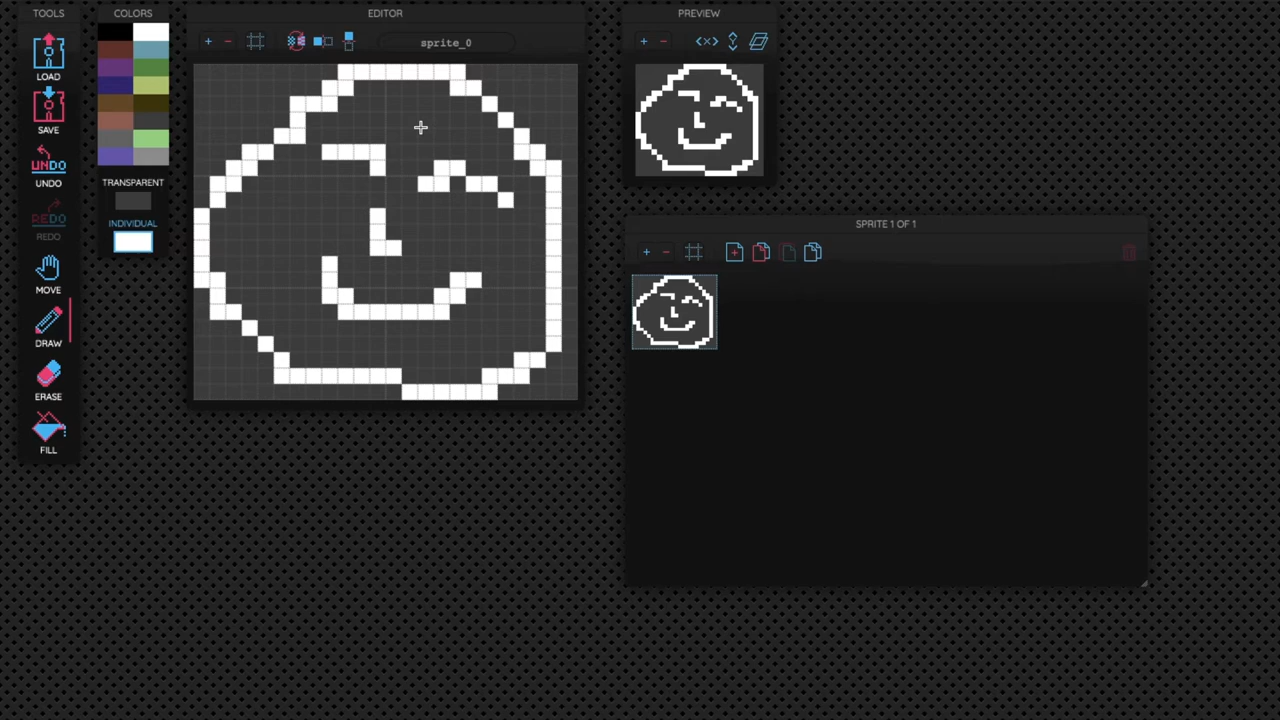 TOOLS
LOAD
SAVE
UNDO
UNDO
REDO
REDO
MOVE
DRAW
ERASE
FILL
COLORS
TRANSPARENT
INDIVIDUAL
EDITOR
sprite_0
PREVIEW
SPRITE 1 OF 1